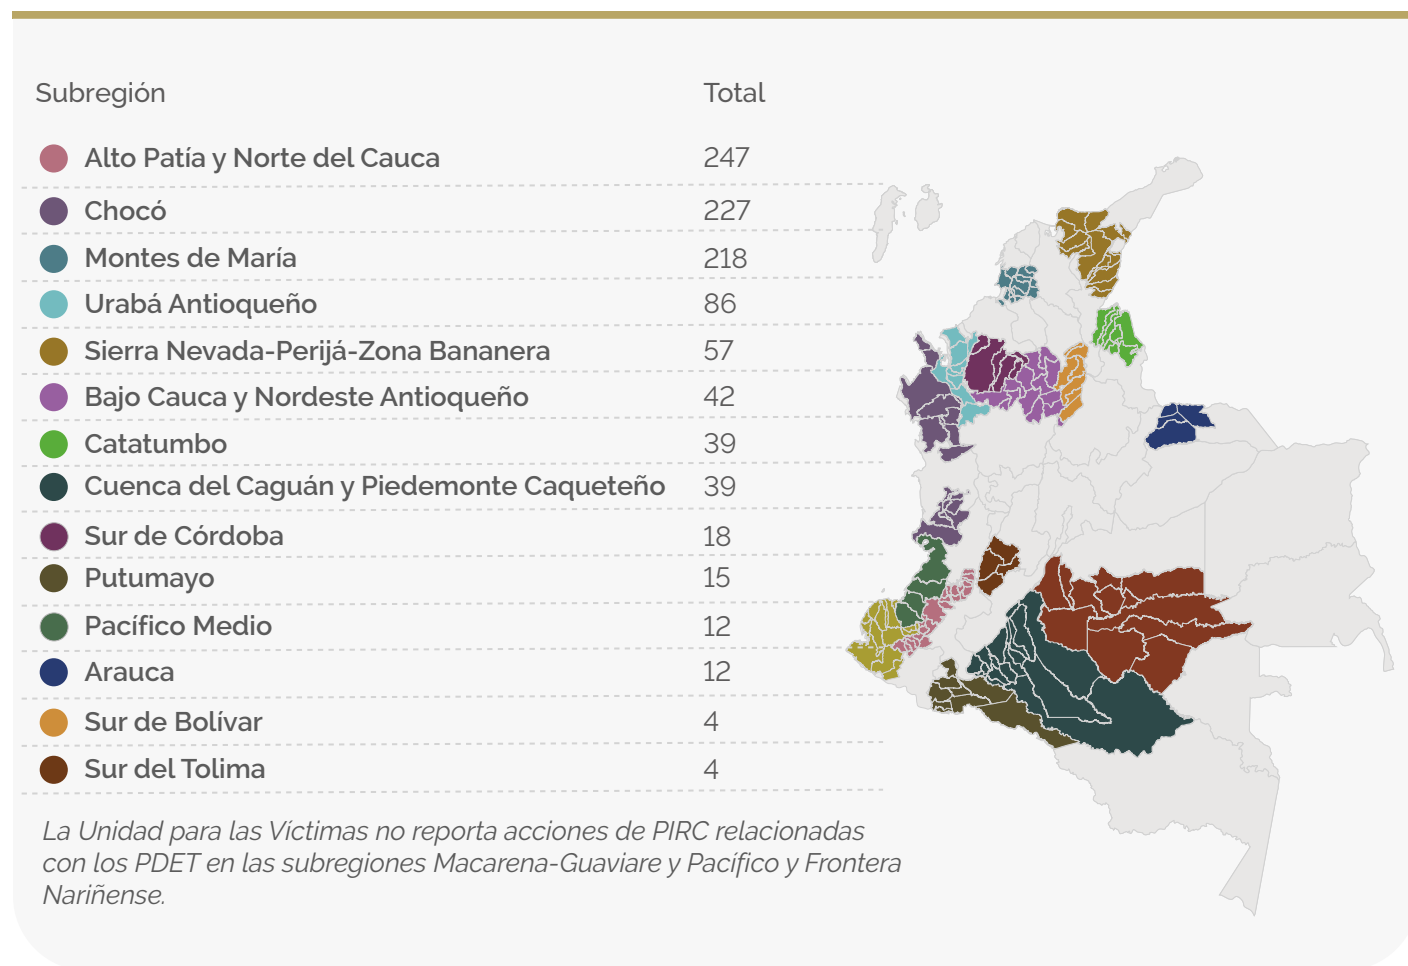 Subregión Total
Alto Patía y Norte del Cauca 247
Chocó 227
Montes de María 218
Urabá Antioqueño 86
Sierra Nevada-Perijá-Zona Bananera 57
Bajo Cauca y Nordeste Antioqueño 42
Catatumbo 39
Cuenca del Caguán y Piedemonte Caqueteño 39
Sur de Córdoba 18
Putumayo 15
Pacífico Medio 12
Arauca 12
Sur de Bolívar 4
Sur del Tolima 4
La Unidad para las Víctimas no reporta acciones de PIRC relacionadas
con los PDET en las subregiones Macarena-Guaviare y Pacífico y Frontera
Nariñense.